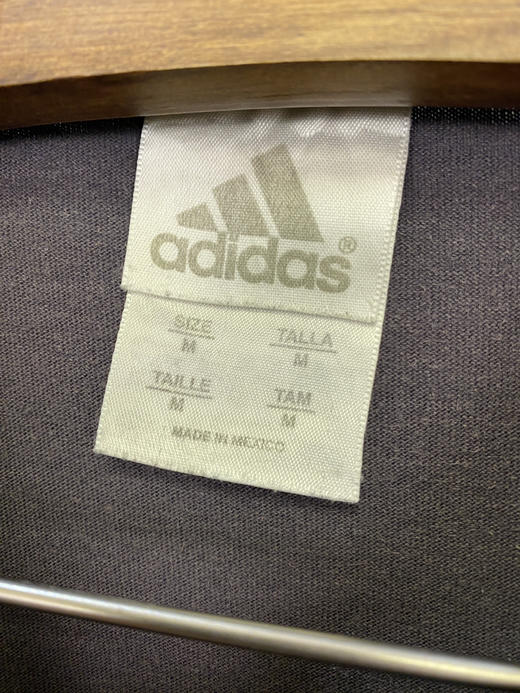 adidas®
SIZE TALLA
M M
TAILLE TAM
M M
MADE IN MEXICO